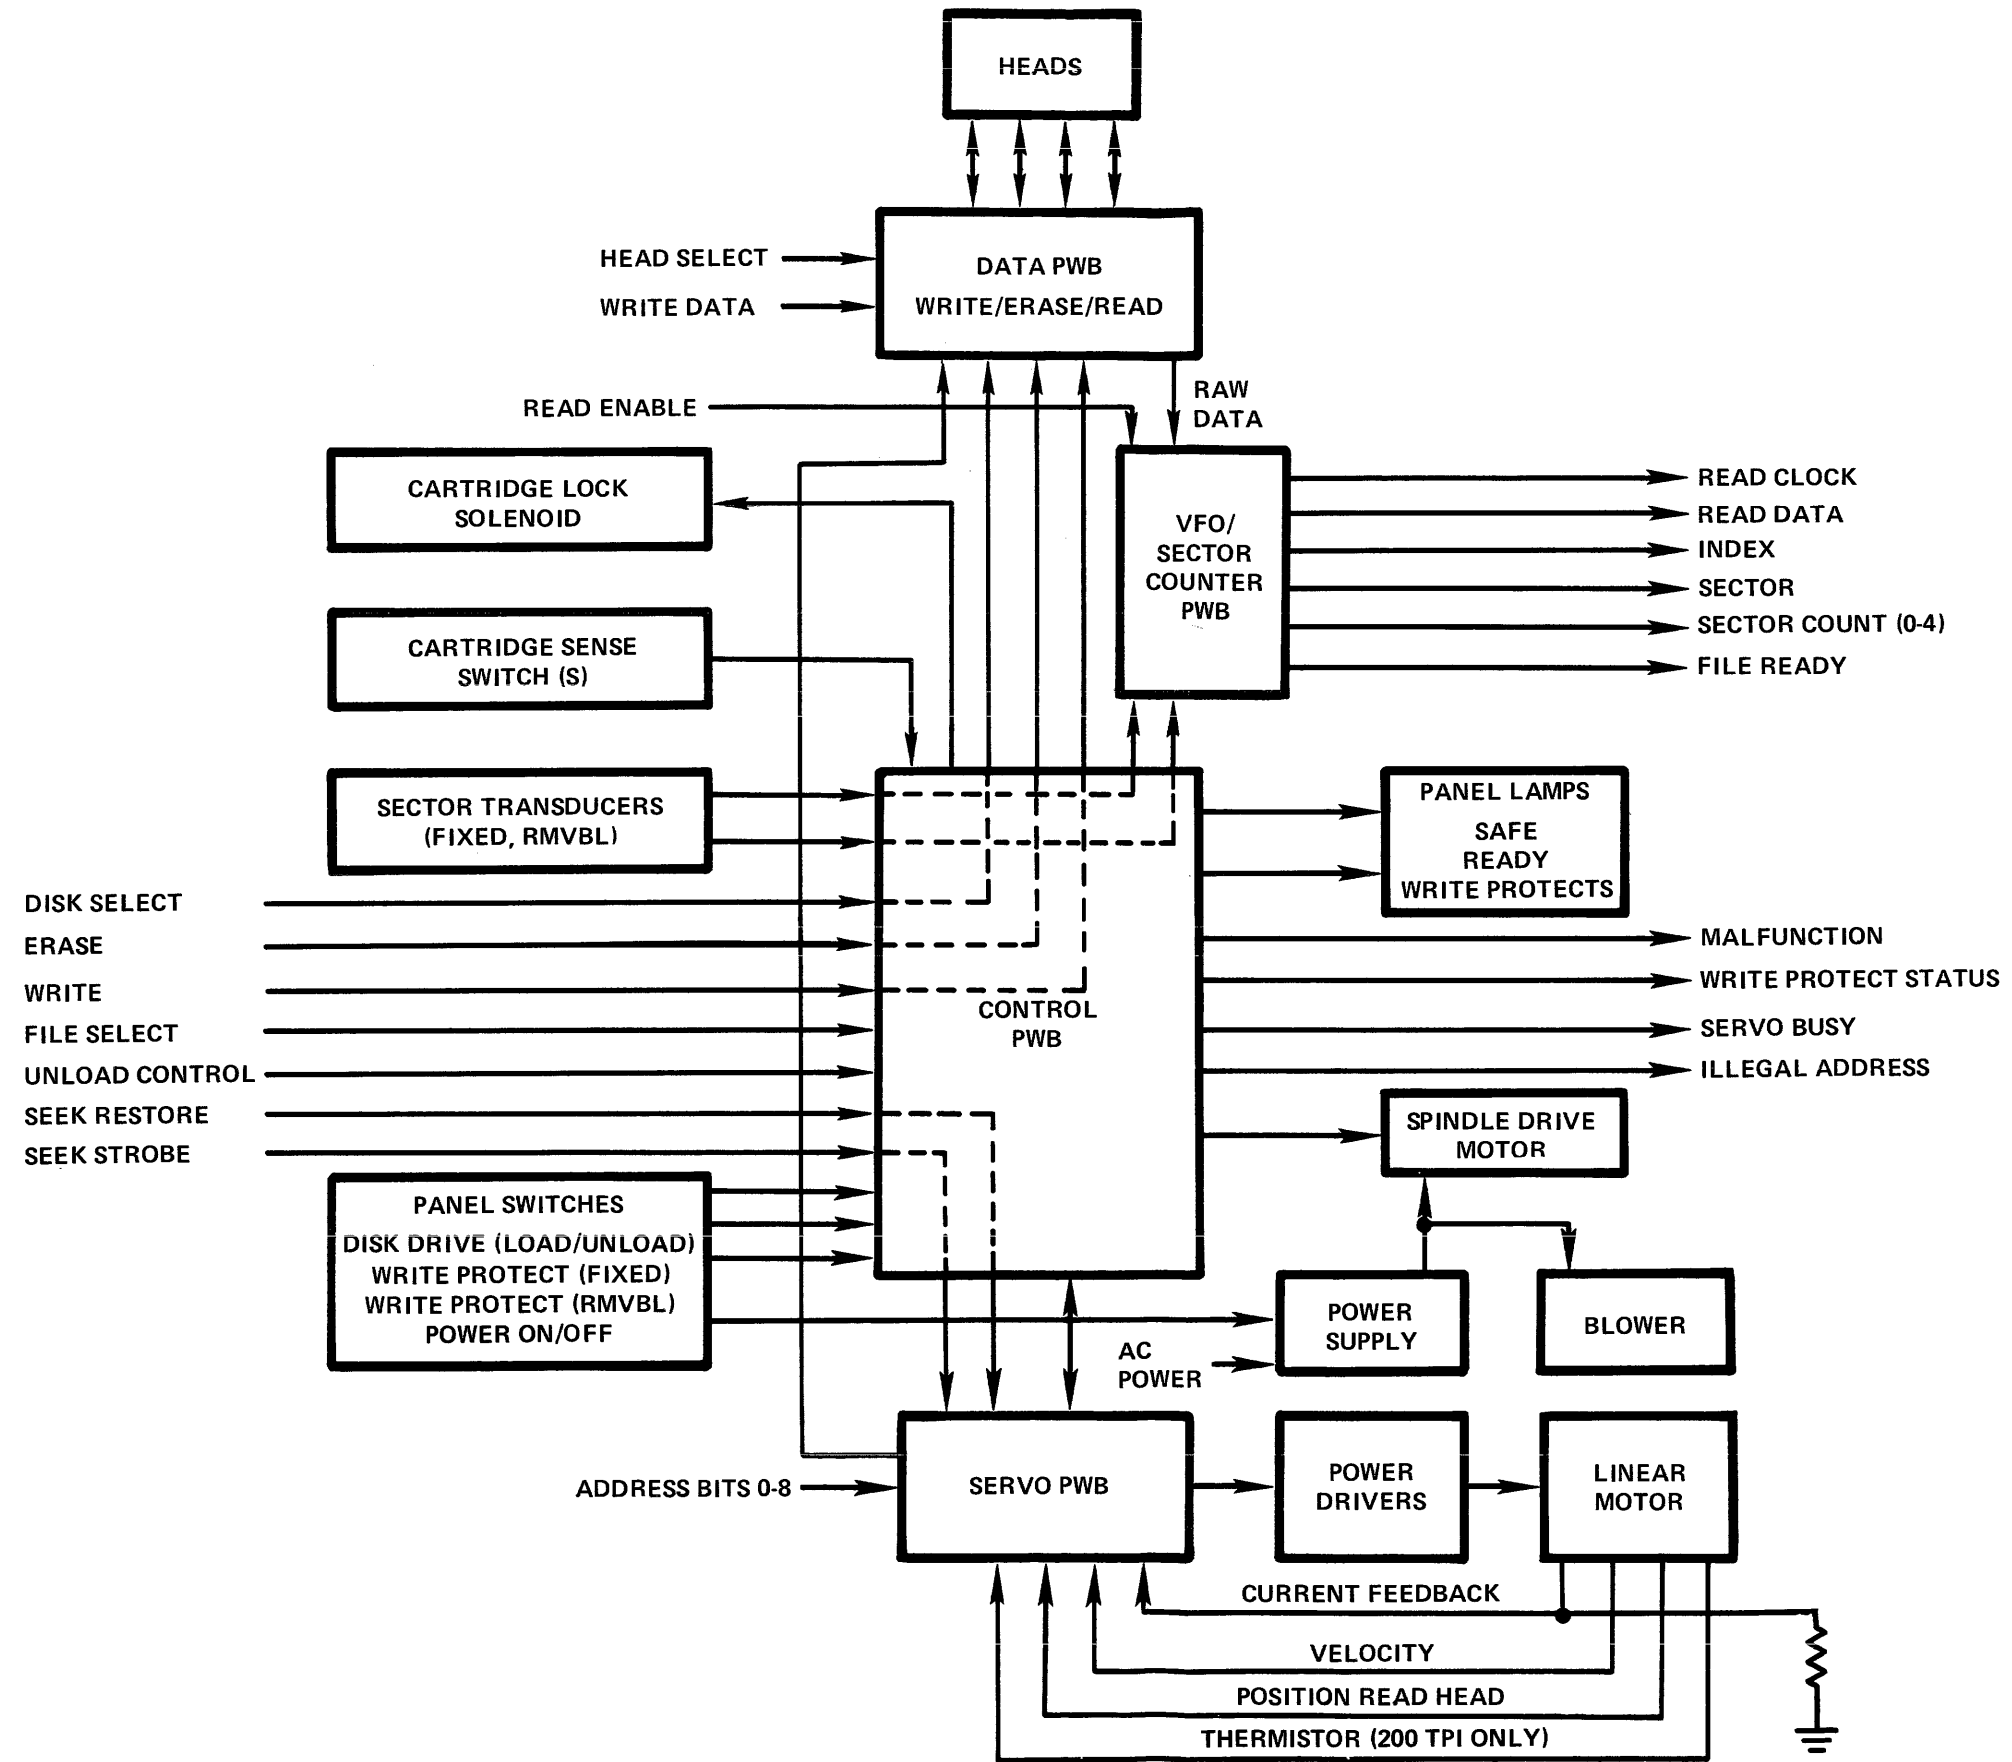 HEADS
HEAD SELECT
WRITE DATA
DATA PWB
WRITE/ERASE/READ
READ ENABLE
RAW
DATA
CARTRIDGE LOCK
SOLENOID
CARTRIDGE SENSE
SWITCH (S)
VFO/
SECTOR
COUNTER
PWB
READ CLOCK
READ DATA
INDEX
SECTOR
SECTOR COUNT (0-4)
FILE READY
SECTOR TRANSDUCERS
(FIXED, RMVBL)
PANEL LAMPS
SAFE
READY
WRITE PROTECTS
DISK SELECT
ERASE
WRITE
FILE SELECT
UNLOAD CONTROL
SEEK RESTORE
SEEK STROBE
CONTROL
PWB
MALFUNCTION
WRITE PROTECT STATUS
SERVO BUSY
ILLEGAL ADDRESS
SPINDLE DRIVE
MOTOR
PANEL SWITCHES
DISK DRIVE (LOAD/UNLOAD)
WRITE PROTECT (FIXED)
WRITE PROTECT (RMVBL)
POWER ON/OFF
AC
POWER
POWER
SUPPLY
BLOWER
ADDRESS BITS 0-8
SERVO PWB
POWER
DRIVERS
LINEAR
MOTOR
CURRENT FEEDBACK
VELOCITY
POSITION READ HEAD
THERMISTOR (200 TPI ONLY)